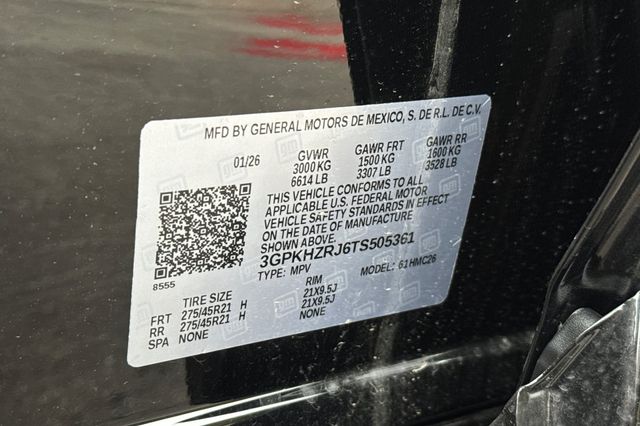 MFD BY GENERAL MOTORS DE MEXICO, S. DE R.L. DE C.V.
01/26 GVWR GAWR FRT GAWR RR
3000 KG 1500 KG 1600 KG
6614 LB 3307 LB 3528 LB
THIS VEHICLE CONFORMS TO ALL
APPLICABLE U.S. FEDERAL MOTOR
VEHICLE SAFETY STANDARDS IN EFFECT
ON THE DATE OF MANUFACTURE
SHOWN ABOVE.
3GPKHZRJ6TS505361
8555 TYPE: MPV MODEL: 61HMC26
TIRE SIZE RIM
FRT 275/45R21 H 21X9.5J
RR 275/45R21 H 21X9.5J
SPA NONE NONE